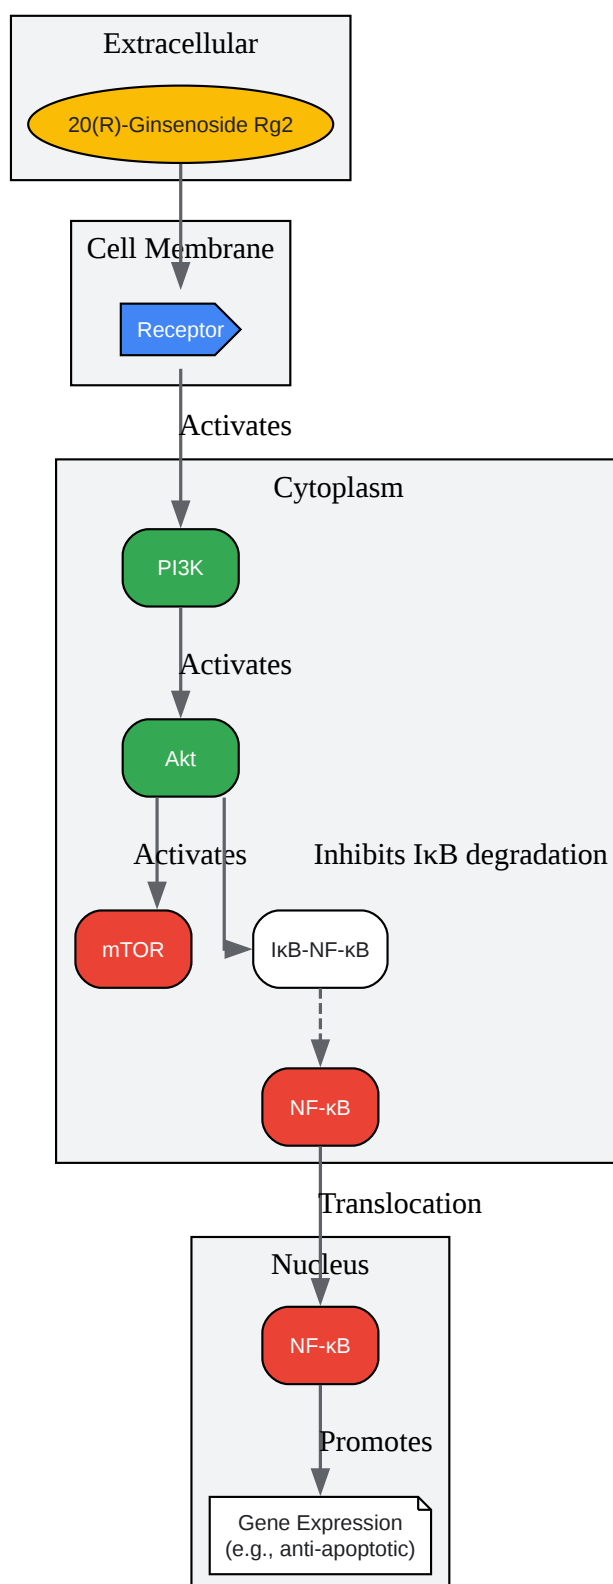 Extracellular
20(R)-Ginsenoside Rg2
Cell Membrane
Receptor
Activates
Cytoplasm
PI3K
Activates
Akt
Activates
Inhibits IκB degradation
mTOR
IκB-NF-κB
NF-κB
Translocation
Nucleus
NF-κB
Promotes
Gene Expression
(e.g., anti-apoptotic)